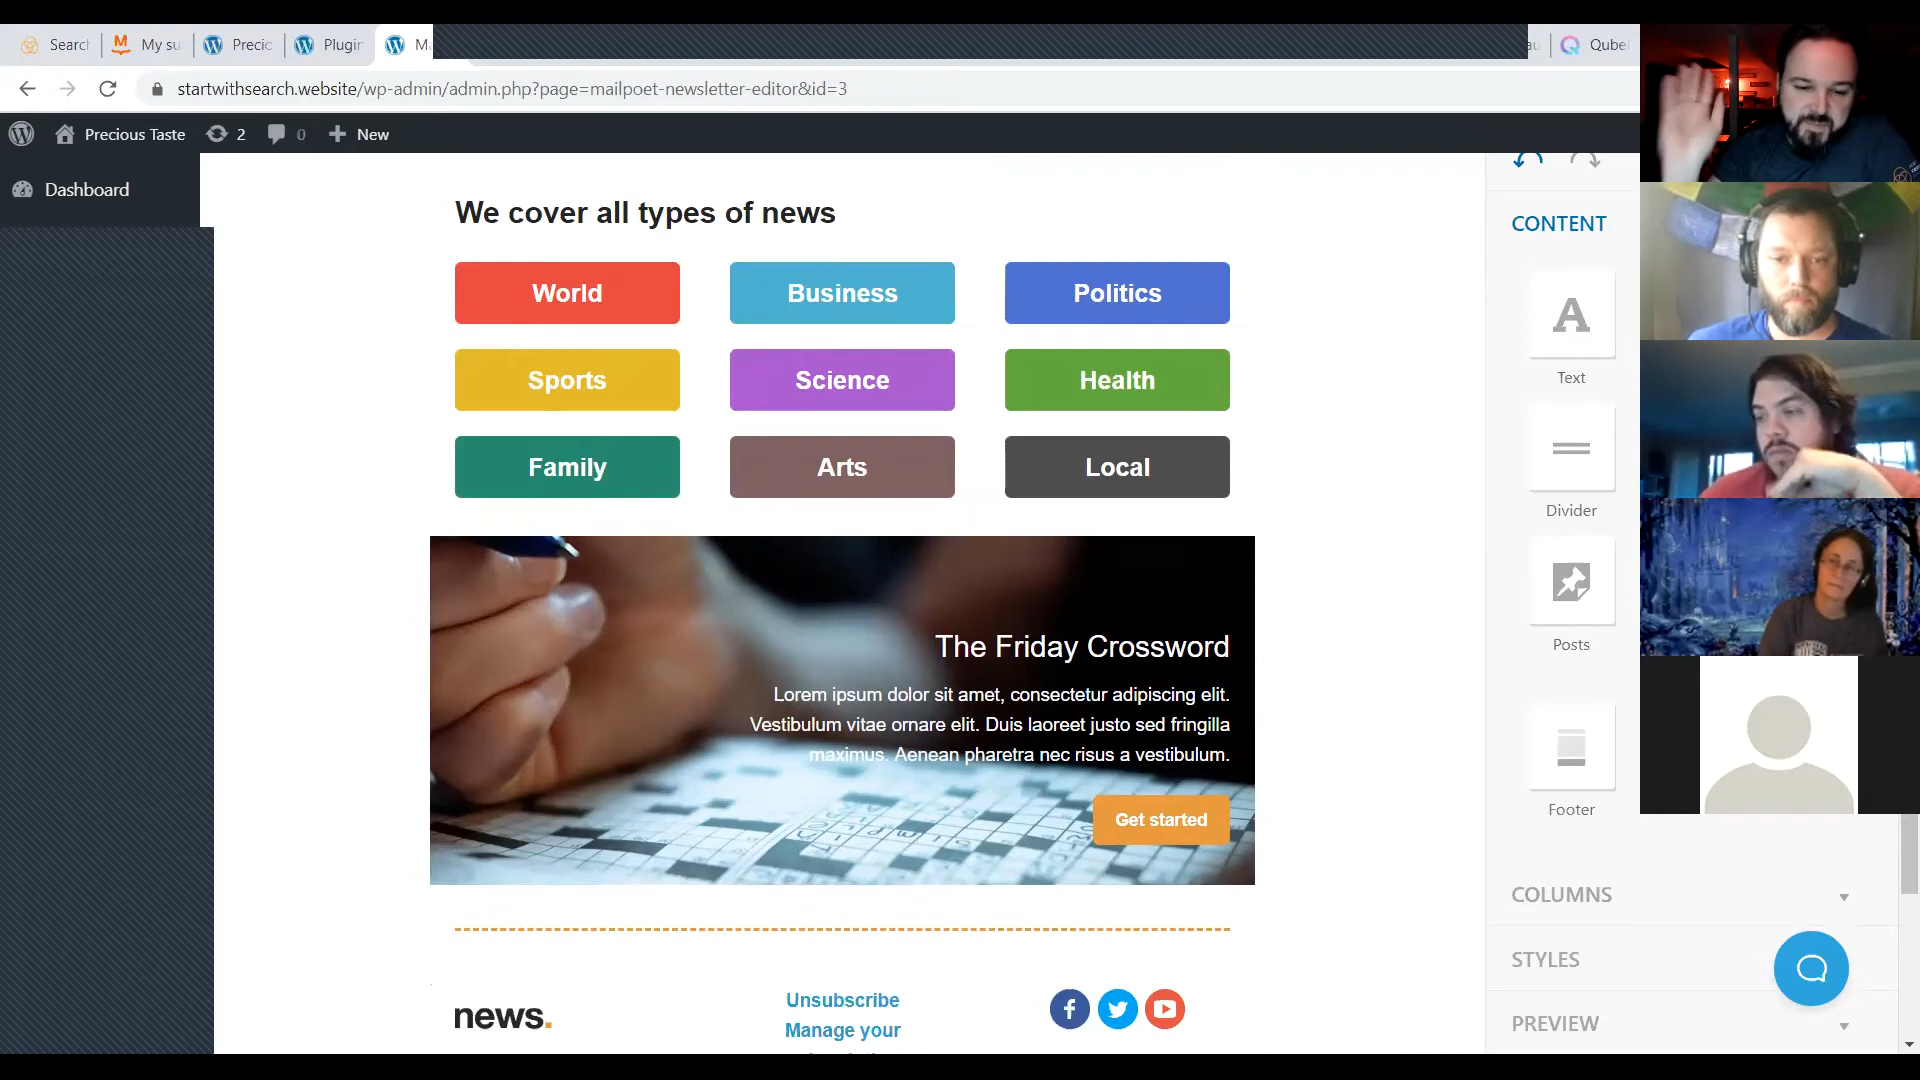 Search
My su
Precio
Plugin
Ma
au
Qube
startwithsearch.website/wp-admin/admin.php?page=mailpoet-newsletter-editor&id=3
Precious Taste
2
0
New
Dashboard
We cover all types of news
World
Business
Politics
Sports
Science
Health
Family
Arts
Local
The Friday Crossword
Lorem ipsum dolor sit amet, consectetur adipiscing elit.
Vestibulum vitae ornare elit. Duis laoreet justo sed fringilla
maximus. Aenean pharetra nec risus a vestibulum.
Get started
news.
Unsubscribe
Manage your
CONTENT
A
Text
Divider
Posts
Footer
COLUMNS
STYLES
PREVIEW